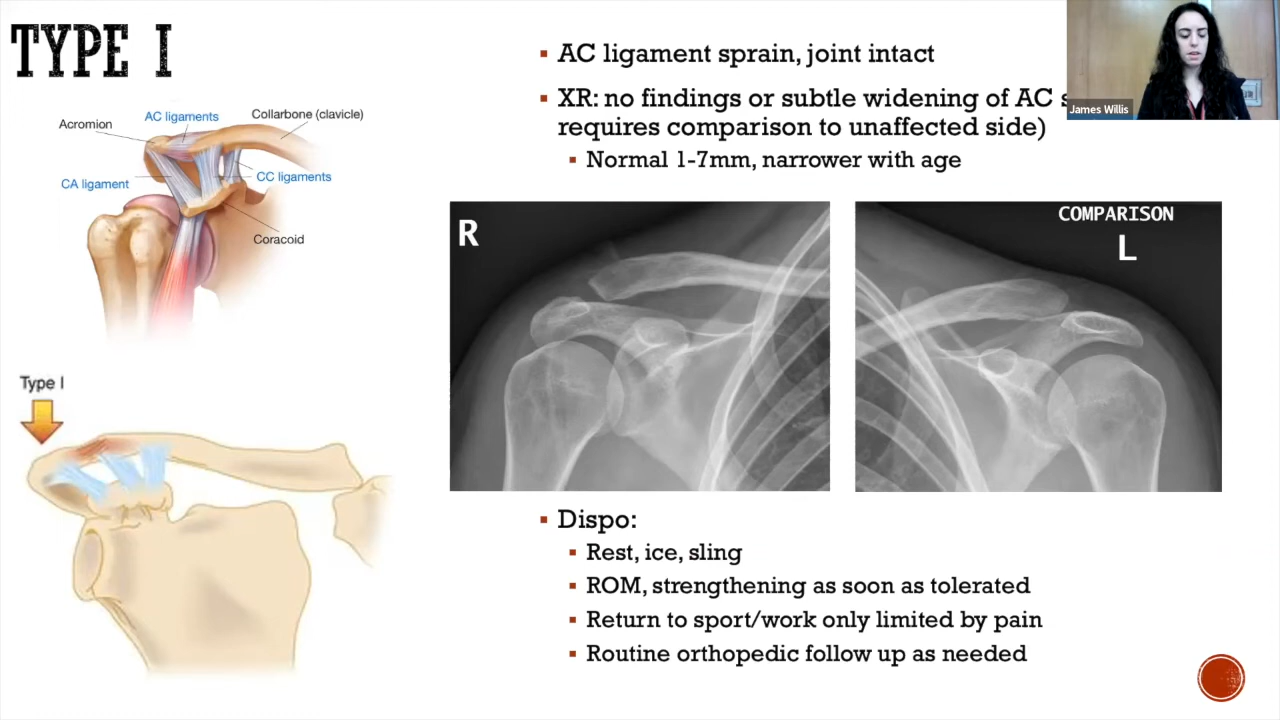 TYPE I
AC ligaments
Collarbone (clavicle)
Acromion
CA ligament
CC ligaments
Coracoid
Type I
▪ AC ligament sprain, joint intact
▪ XR: no findings or subtle widening of AC
requires comparison to unaffected side)
▪ Normal 1-7mm, narrower with age
James Willis
R
COMPARISON
L
▪ Dispo:
▪ Rest, ice, sling
▪ ROM, strengthening as soon as tolerated
▪ Return to sport/work only limited by pain
▪ Routine orthopedic follow up as needed